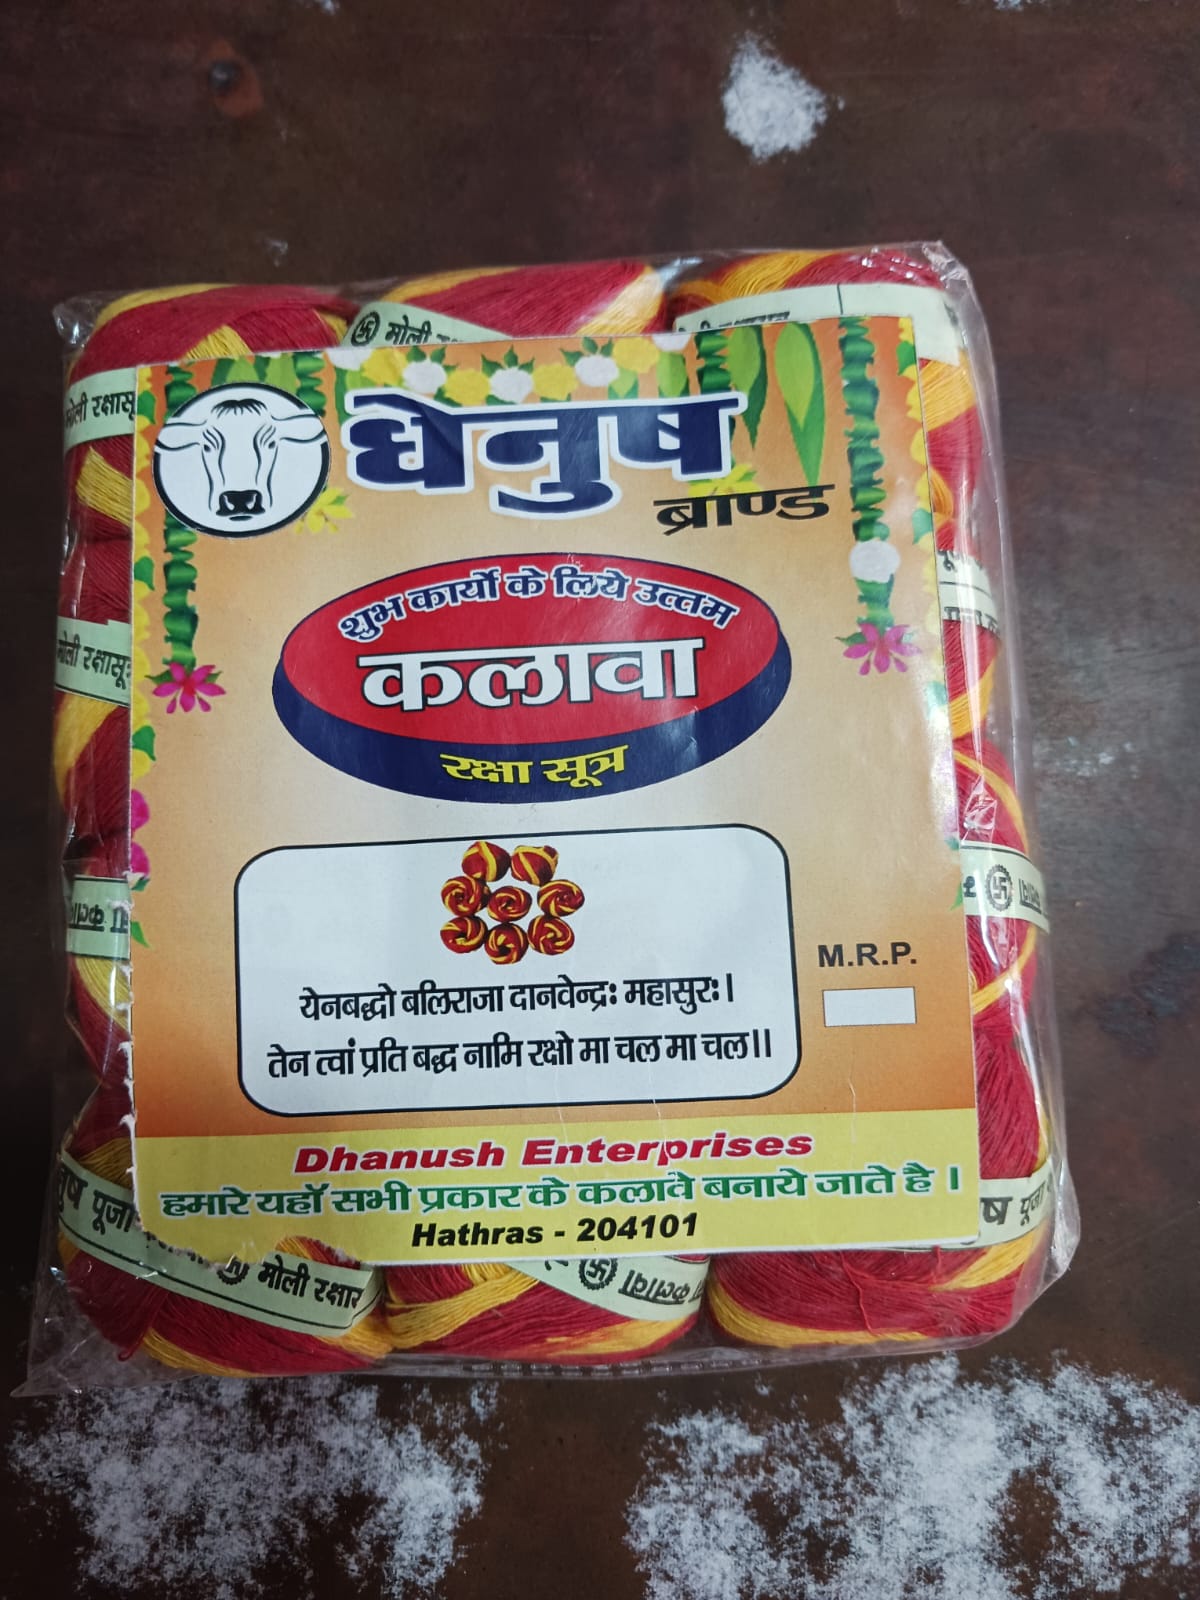 मोली
मोली रक्षासू
धेनुष
ब्राण्ड
शुभ कार्यो के लिये उत्तम
कलावा
रक्षा सूत्र
मोली रक्षासूत्र
येनबद्धो बलिराजा दानवेन्द्रः महासुरः।
तेन त्वां प्रति बद्ध नामि रक्षो मा चल मा चल।।
M.R.P.
Dhanush Enterprises
हमारे यहॉ सभी प्रकार के कलावे बनाये जाते है ।
Hathras - 204101
पूजा
ष पूजा
मोली रक्षास
कलावा